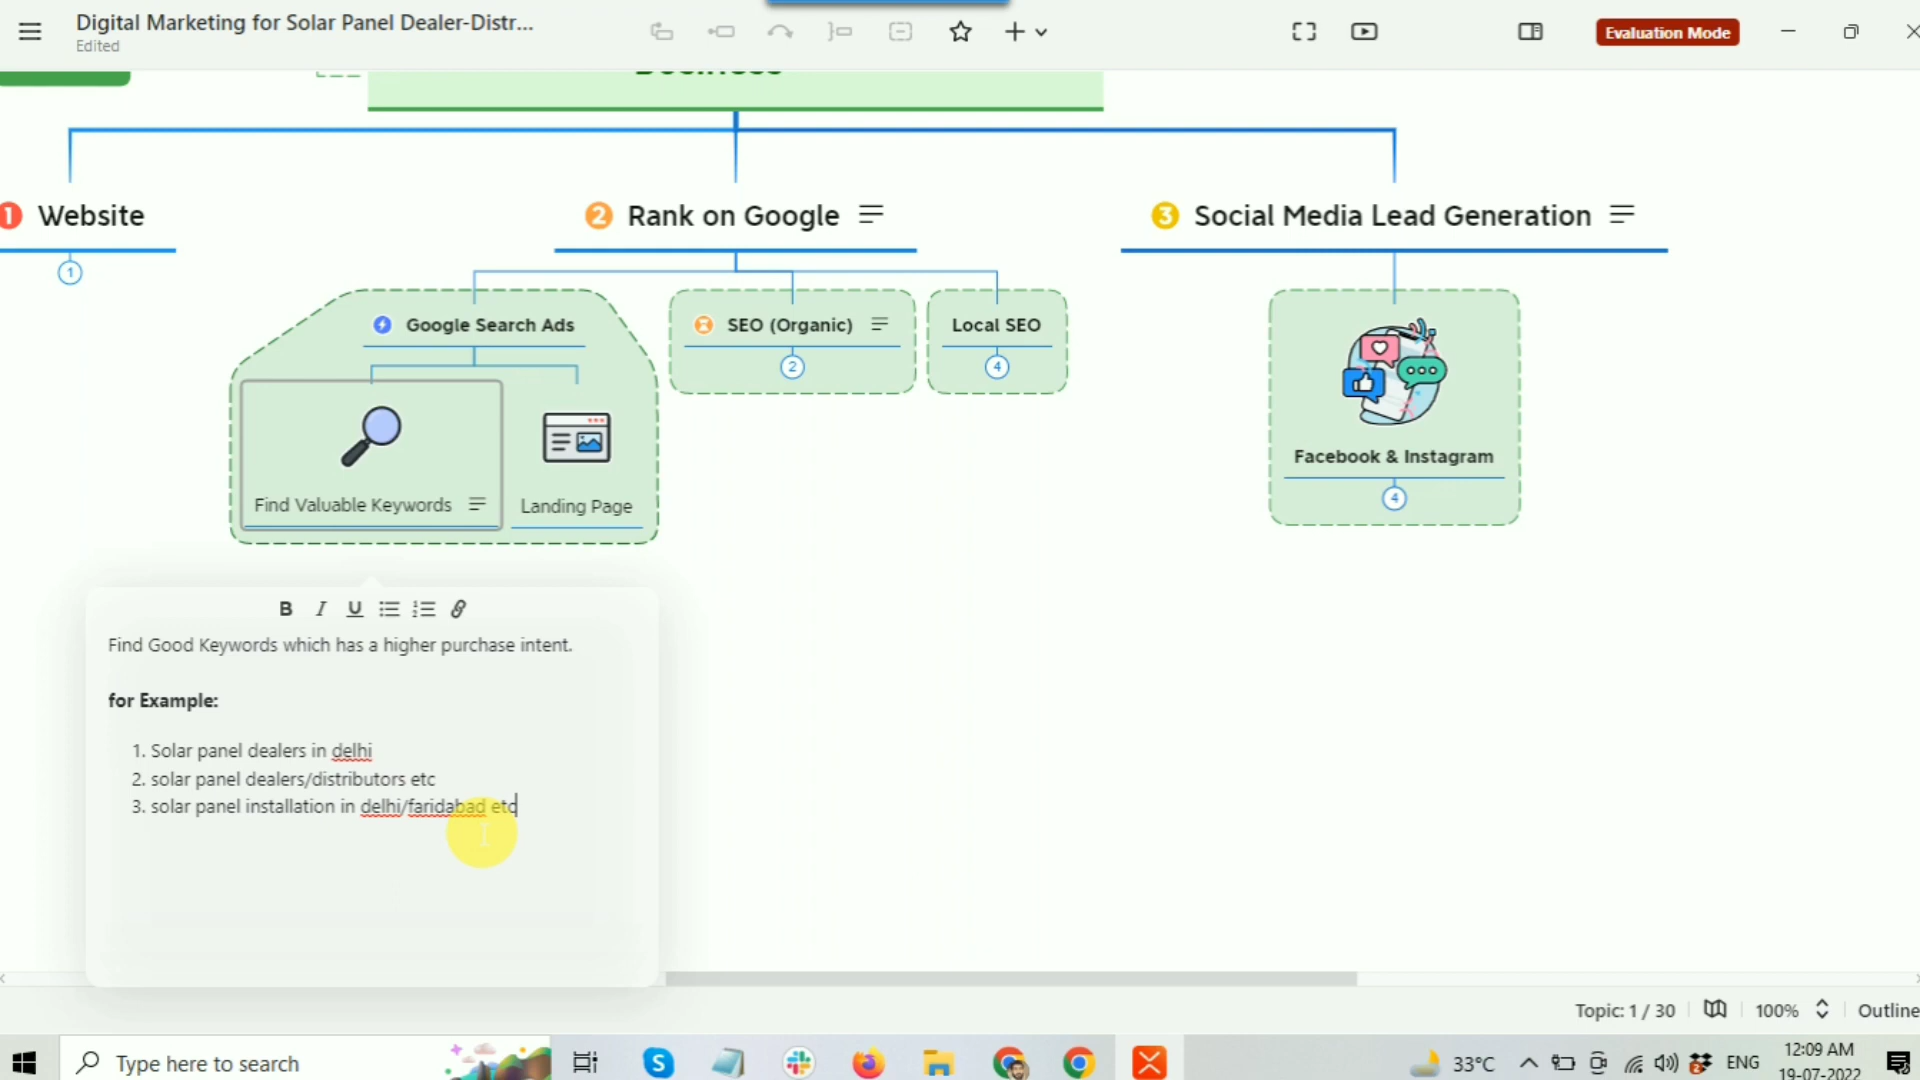 Digital Marketing for Solar Panel Dealer-Distr...
Edited
Evaluation Mode
1 Website
1
2 Rank on Google
3 Social Media Lead Generation
Google Search Ads
SEO (Organic)
2
Local SEO
4
Find Valuable Keywords
Landing Page
Facebook & Instagram
4
B I U
Find Good Keywords which has a higher purchase intent.
for Example:
1. Solar panel dealers in delhi
2. solar panel dealers/distributors etc
3. solar panel installation in delhi/faridabad etc
Topic: 1 / 30
100%
Outline
Type here to search
33°C
ENG
12:09 AM
19-07-2022